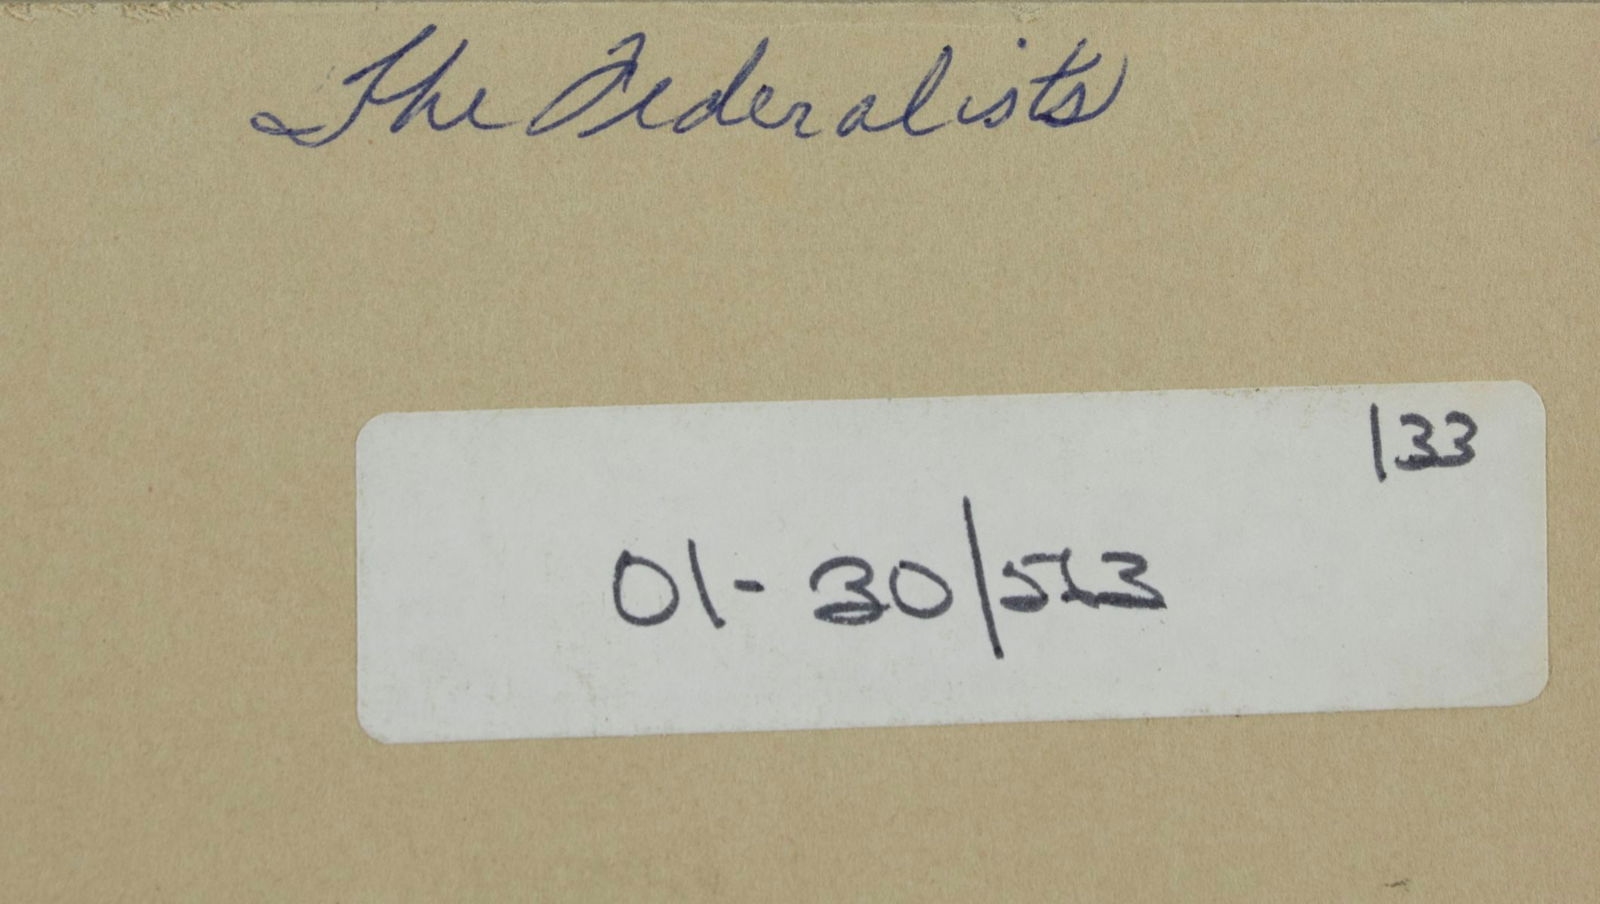 The Federalists
133
01-30/513